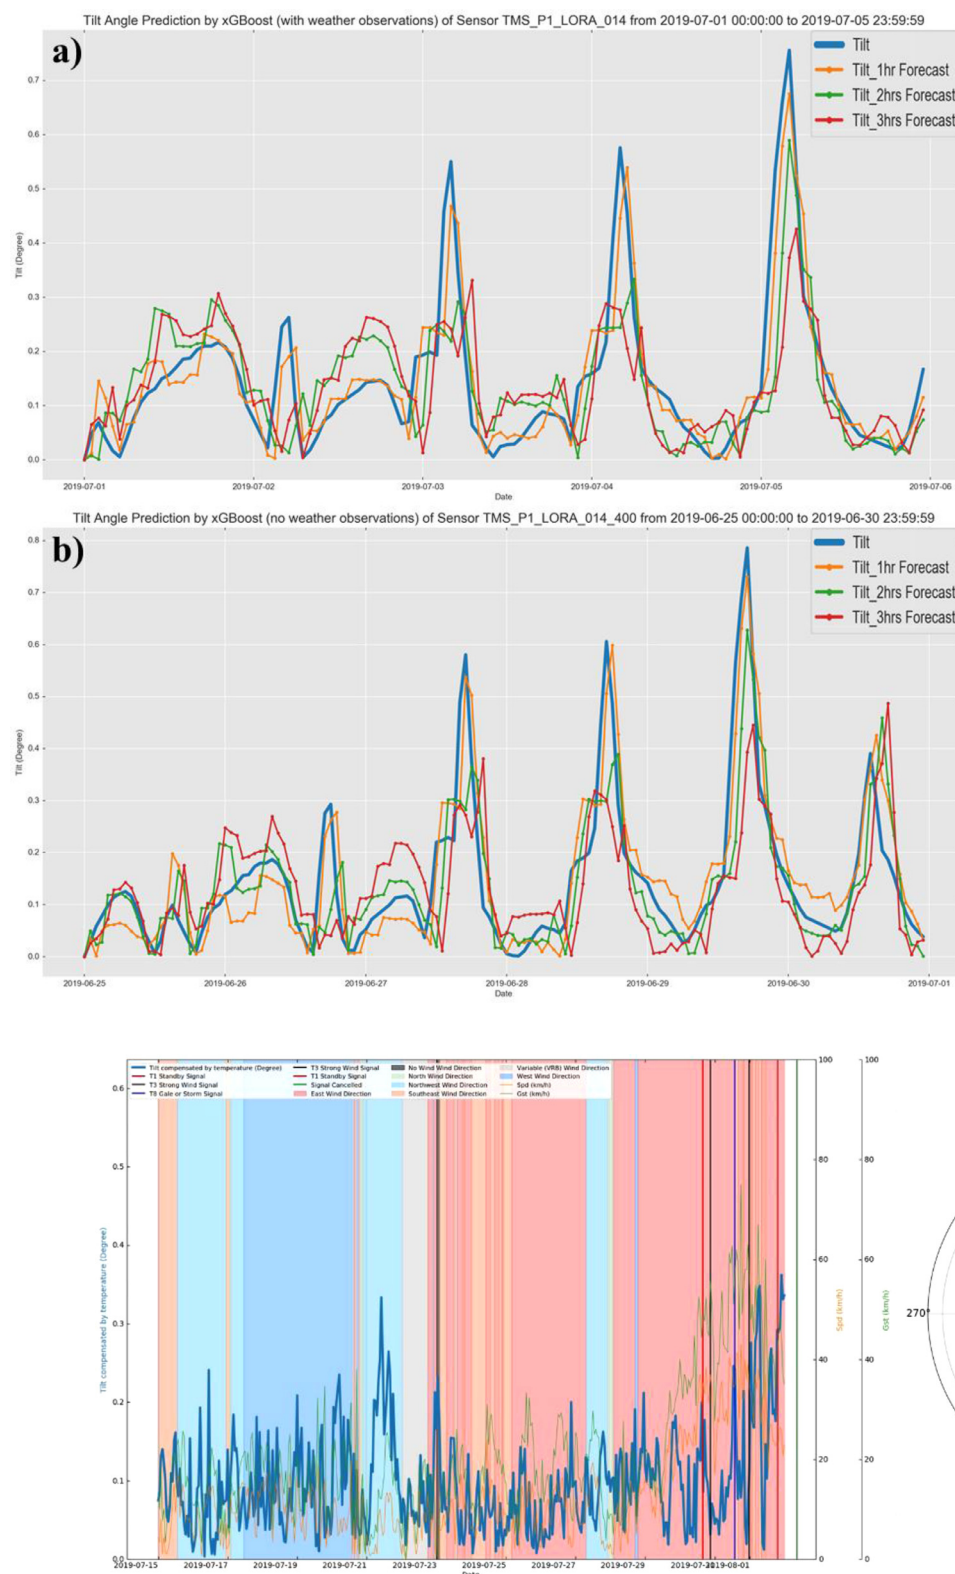 Tilt Angle Prediction by xGBoost (with weather observations) of Sensor TMS_P1_LORA_014 from 2019-07-01 00:00:00 to 2019-07-05 23:59:59
a)
Tilt
Tilt_1hr Forecast
Tilt_2hrs Forecast
Tilt_3hrs Forecast
0.7
0.6
0.5
0.4
0.3
0.2
0.1
0.0
Tilt (Degree)
2019-07-01 2019-07-02 2019-07-03 2019-07-04 2019-07-05 2019-07-06
Date
Tilt Angle Prediction by xGBoost (no weather observations) of Sensor TMS_P1_LORA_014_400 from 2019-06-25 00:00:00 to 2019-06-30 23:59:59
b)
Tilt
Tilt_1hr Forecast
Tilt_2hrs Forecast
Tilt_3hrs Forecast
0.8
0.7
0.6
0.5
0.4
0.3
0.2
0.1
0.0
Tilt (Degree)
2019-06-25 2019-06-26 2019-06-27 2019-06-28 2019-06-29 2019-06-30 2019-07-01
Date
Tilt compensated by temperature (Degree) T3 Strong Wind Signal No Wind Wind Direction Variable (VRB) Wind Direction
T1 Standby Signal T1 Standby Signal North Wind Direction West Wind Direction
T3 Strong Wind Signal Signal Cancelled Northwest Wind Direction Spd (km/h)
T8 Gale or Storm Signal East Wind Direction Southeast Wind Direction Gst (km/h)
0.6
0.5
0.4
0.3
0.2
0.1
0.0
Tilt compensated by temperature (Degree)
100
80
60
40
20
0
Spd (km/h)
100
80
60
40
20
0
Gst (km/h)
270°
2019-07-15 2019-07-17 2019-07-19 2019-07-21 2019-07-23 2019-07-25 2019-07-27 2019-07-29 2019-08-01